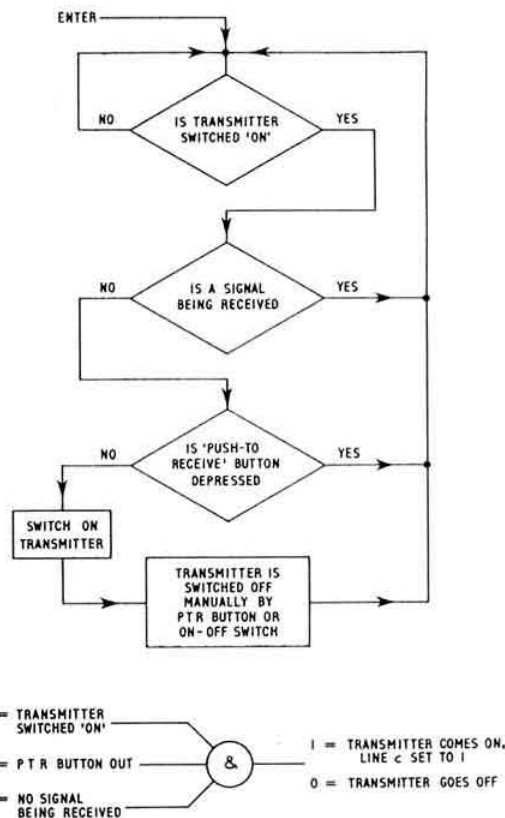 ENTER
IS TRANSMITTER
SWITCHED 'ON'
NO
YES
IS A SIGNAL
BEING RECEIVED
NO
YES
IS 'PUSH-TO
RECEIVE' BUTTON
DEPRESSED
NO
YES
SWITCH ON
TRANSMITTER
TRANSMITTER IS
SWITCHED OFF
MANUALLY BY
PTR BUTTON OR
ON-OFF SWITCH
= TRANSMITTER
SWITCHED 'ON'
= PTR BUTTON OUT
= NO SIGNAL
BEING RECEIVED
&
1 = TRANSMITTER COMES ON,
LINE c SET TO 1
0 = TRANSMITTER GOES OFF